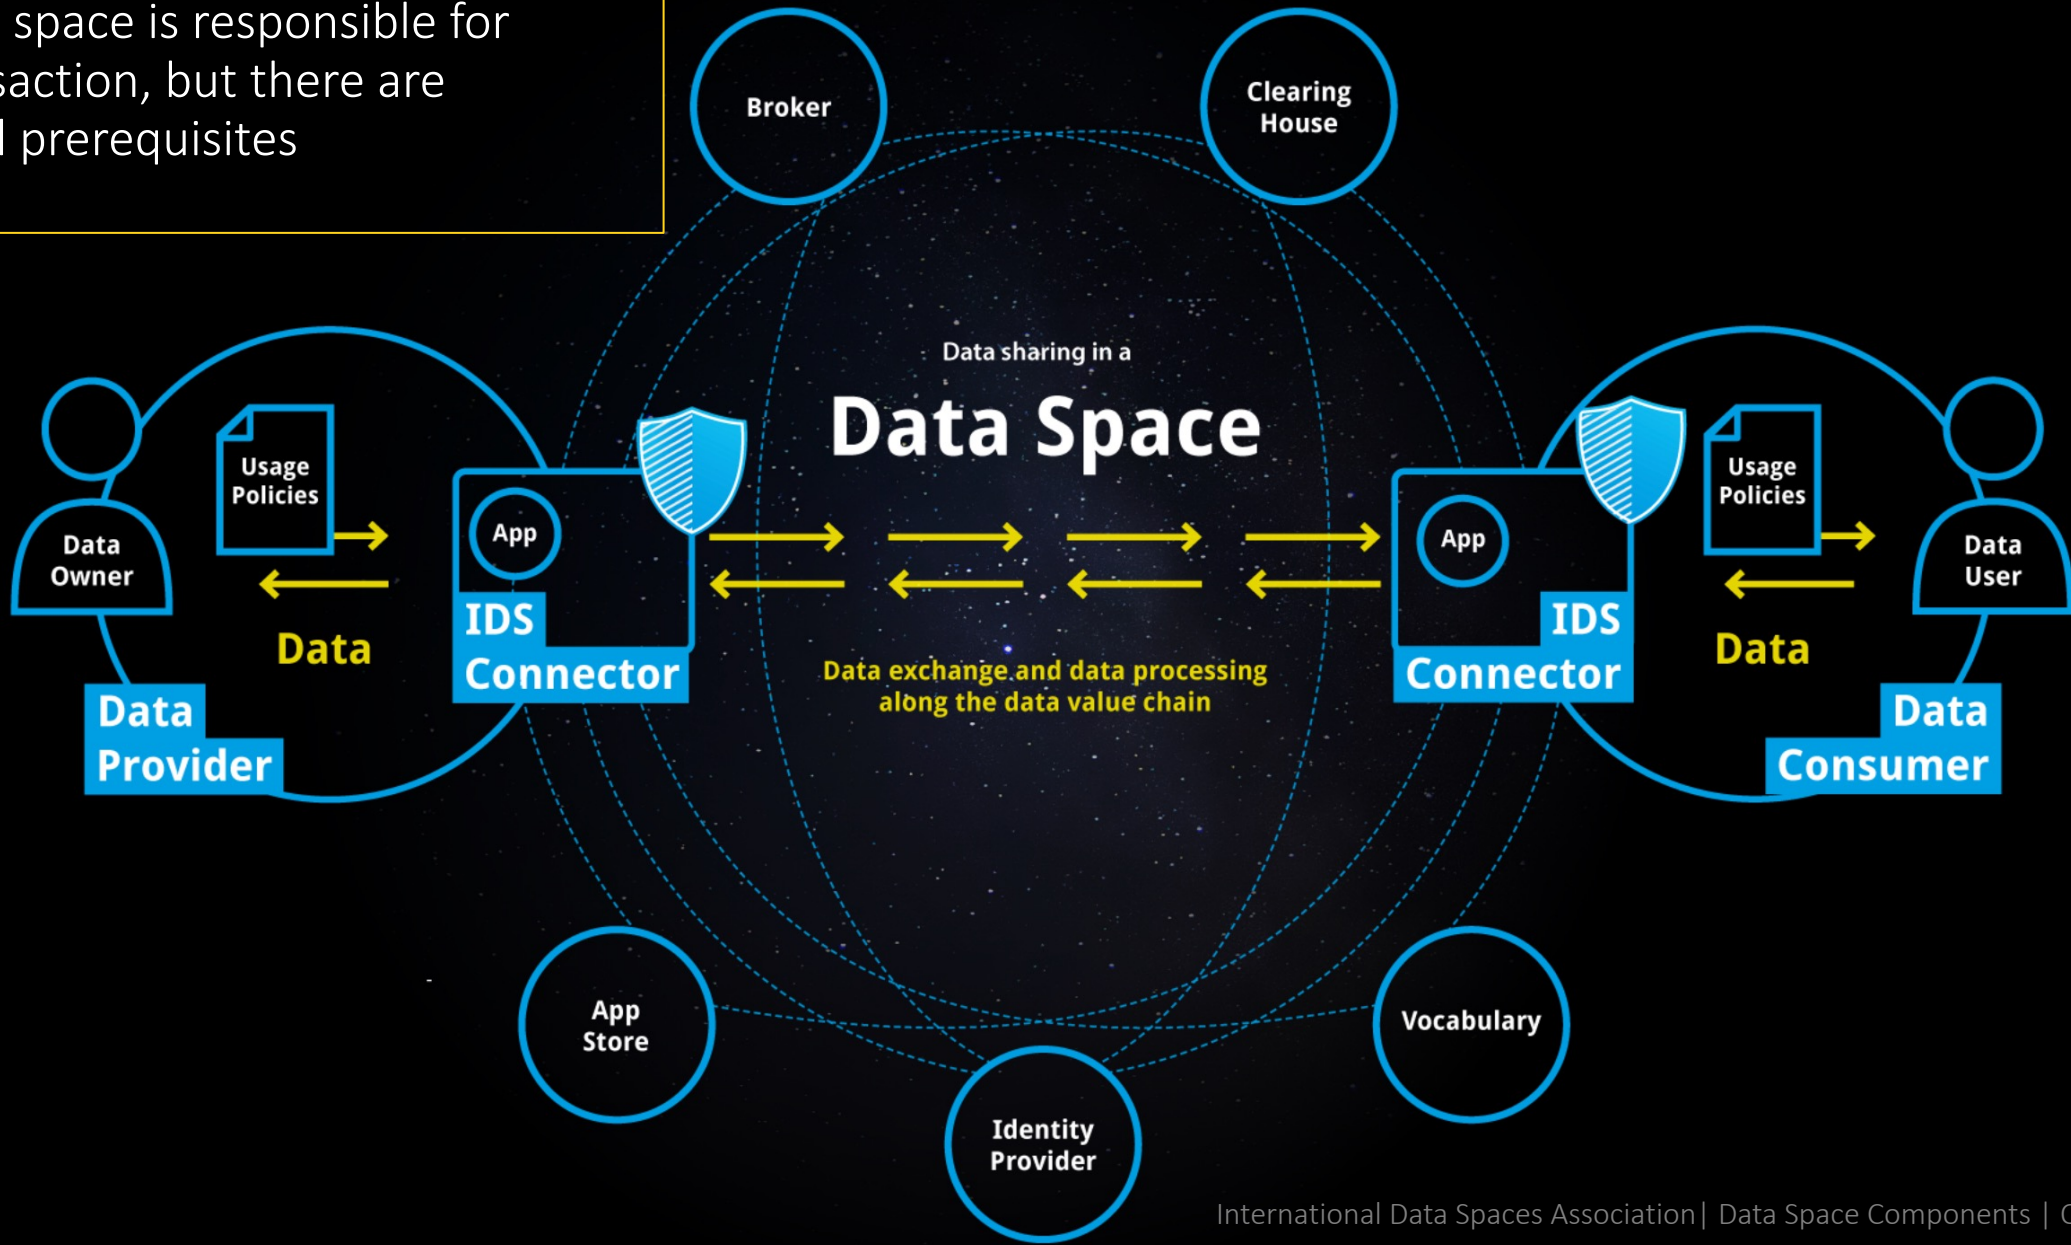 space is responsible for
saction, but there are
prerequisites
Broker
Clearing
House
Data sharing in a
Data Space
Usage
Policies
Data
Owner
App
IDS
Connector
Data
Data
Provider
Data exchange and data processing
along the data value chain
App
IDS
Connector
Usage
Policies
Data
User
Data
Data
Consumer
App
Store
Identity
Provider
Vocabulary
International Data Spaces Association| Data Space Components |